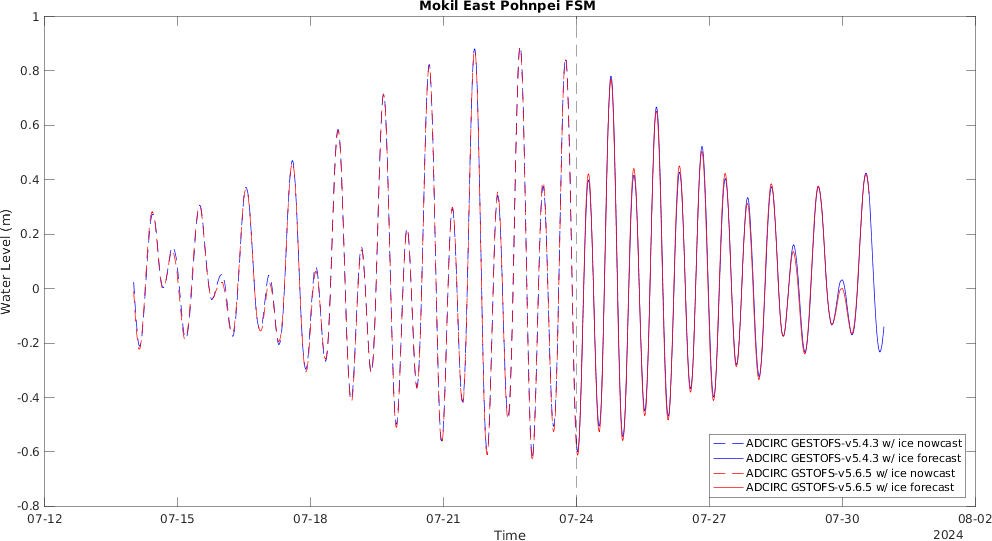 Mokil East Pohnpei FSM
1
0.8
0.6
0.4
0.2
0
-0.2
-0.4
-0.6
-0.8
Water Level (m)
07-12
07-15
07-18
07-21
07-24
07-27
07-30
08-02
Time
2024
ADCIRC GESTOFS-v5.4.3 w/ ice nowcast
ADCIRC GESTOFS-v5.4.3 w/ ice forecast
ADCIRC GSTOFS-v5.6.5 w/ ice nowcast
ADCIRC GSTOFS-v5.6.5 w/ ice forecast